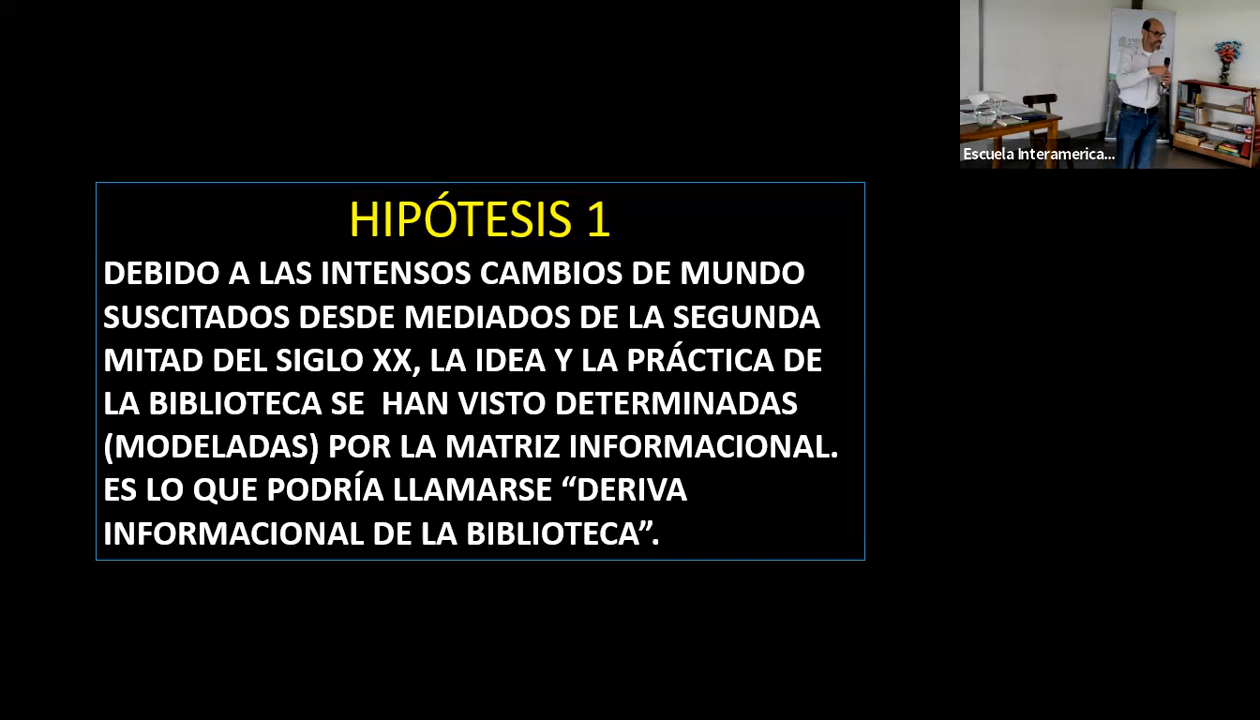 Escuela Interamerica...
HIPÓTESIS 1
DEBIDO A LAS INTENSOS CAMBIOS DE MUNDO
SUSCITADOS DESDE MEDIADOS DE LA SEGUNDA
MITAD DEL SIGLO XX, LA IDEA Y LA PRÁCTICA DE
LA BIBLIOTECA SE  HAN VISTO DETERMINADAS
(MODELADAS) POR LA MATRIZ INFORMACIONAL.
ES LO QUE PODRÍA LLAMARSE “DERIVA
INFORMACIONAL DE LA BIBLIOTECA”.